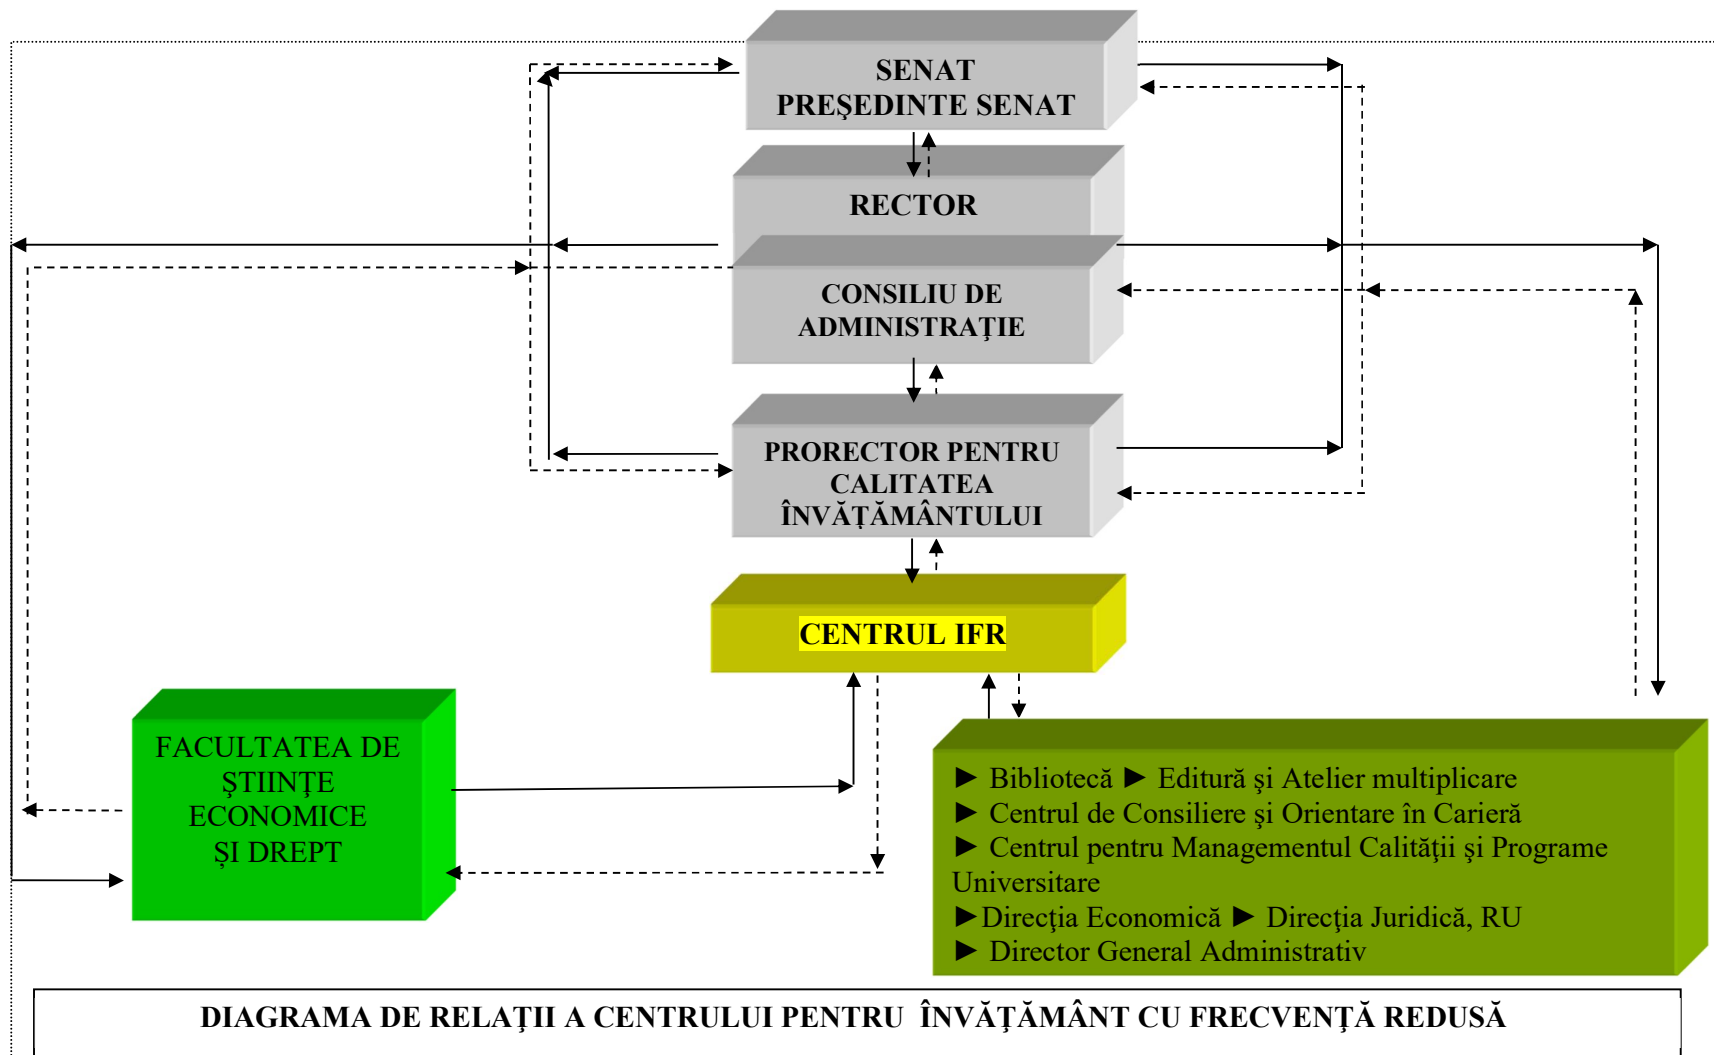 SENAT
PREŞEDINTE SENAT
RECTOR
CONSILIU DE
ADMINISTRAŢIE
PRORECTOR PENTRU
CALITATEA
ÎNVĂŢĂMÂNTULUI
CENTRUL IFR
FACULTATEA DE
ŞTIINŢE
ECONOMICE
ȘI DREPT
► Bibliotecă ► Editură şi Atelier multiplicare
► Centrul de Consiliere şi Orientare în Carieră
► Centrul pentru Managementul Calităţii şi Programe
Universitare
►Direcţia Economică ► Direcţia Juridică, RU
► Director General Administrativ
DIAGRAMA DE RELAŢII A CENTRULUI PENTRU ÎNVĂŢĂMÂNT CU FRECVENŢĂ REDUSĂ